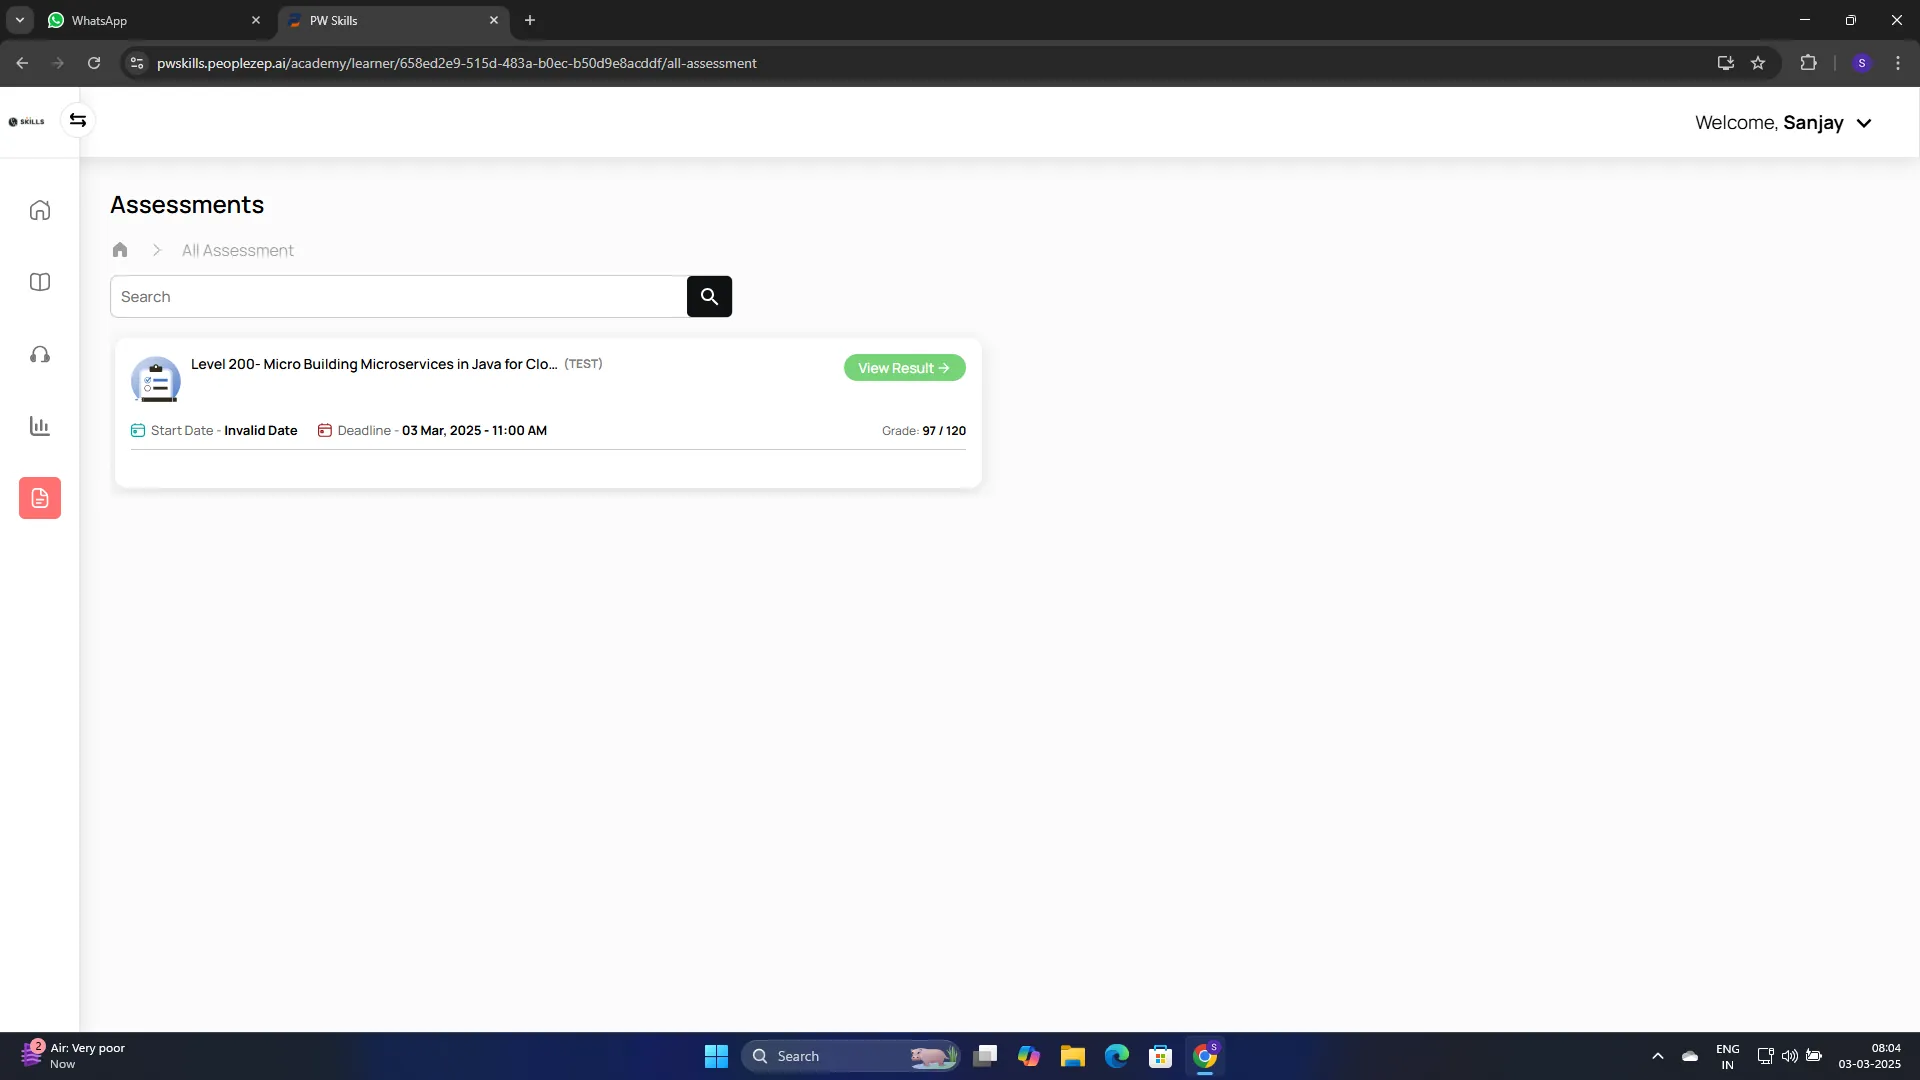 WhatsApp
PW Skills
pwskills.peoplezep.ai/academy/learner/658ed2e9-515d-483a-b0ec-b50d9e8acddf/all-assessment
S
SKILLS
Welcome, Sanjay
Assessments
All Assessment
Search
Level 200- Micro Building Microservices in Java for Clo... (TEST)
View Result →
Start Date - Invalid Date
Deadline - 03 Mar, 2025 - 11:00 AM
Grade: 97 / 120
2
Air: Very poor
Now
Search
S
ENG
IN
08:04
03-03-2025